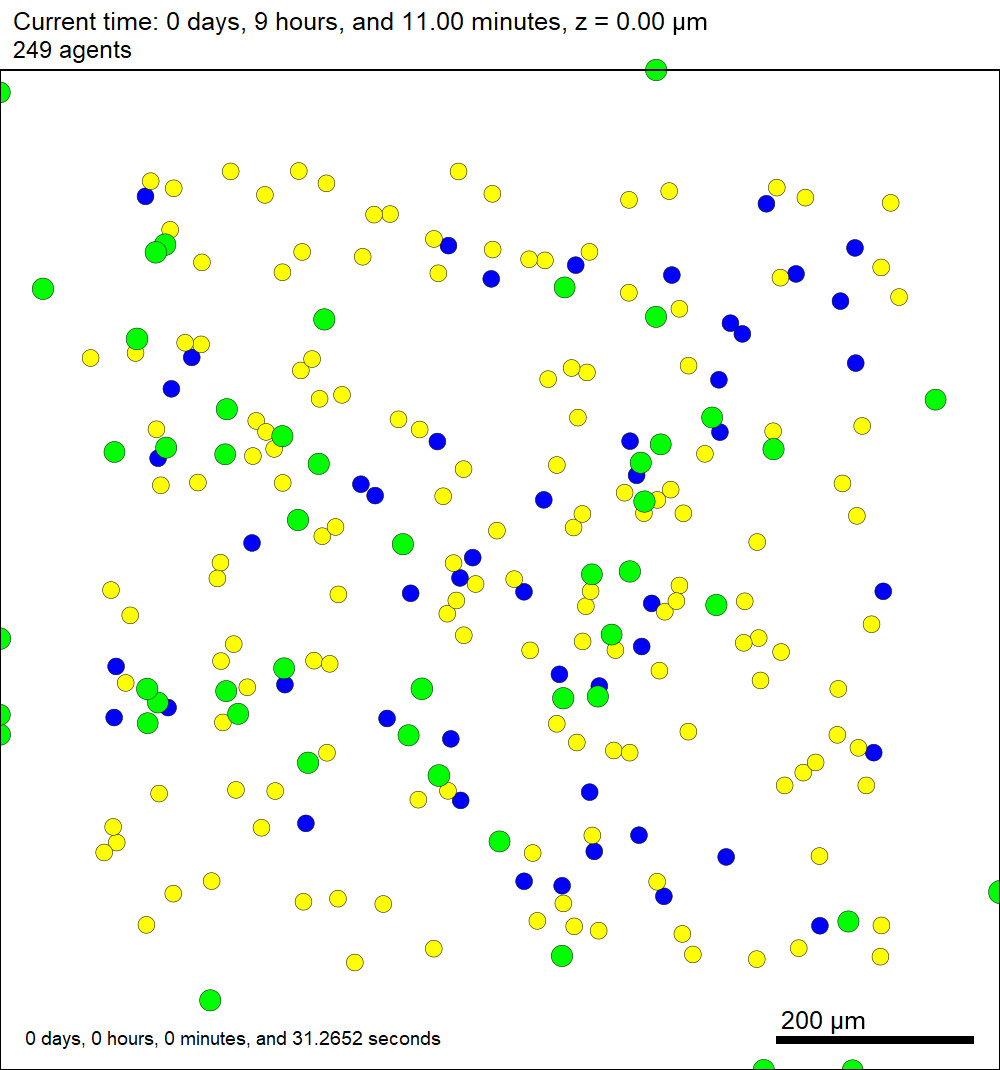 Current time: 0 days, 9 hours, and 11.00 minutes, z = 0.00 µm
249 agents
200 µm
0 days, 0 hours, 0 minutes, and 31.2652 seconds